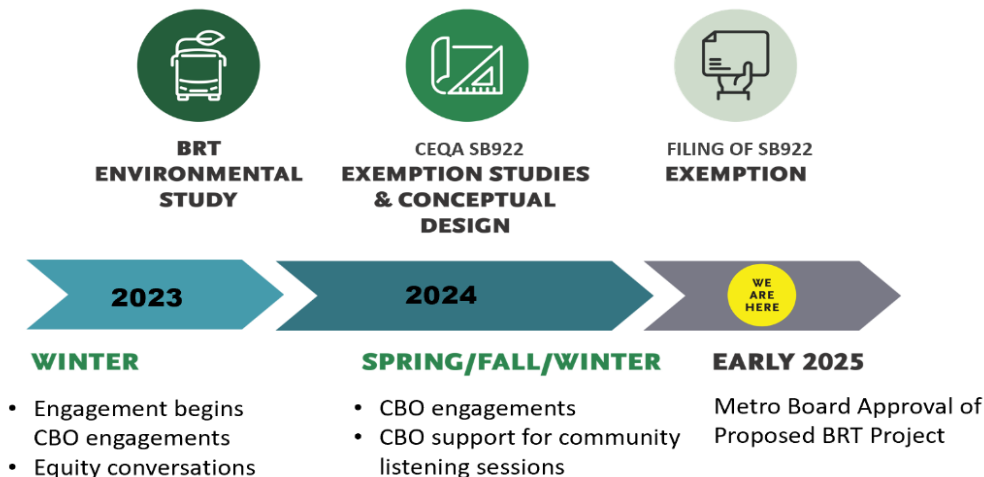 BRT
ENVIRONMENTAL
STUDY
CEQA SB922
EXEMPTION STUDIES
& CONCEPTUAL
DESIGN
FILING OF SB922
EXEMPTION
2023
2024
WE
ARE
HERE
WINTER
• Engagement begins
CBO engagements
• Equity conversations
SPRING/FALL/WINTER
• CBO engagements
• CBO support for community
listening sessions
EARLY 2025
Metro Board Approval of
Proposed BRT Project